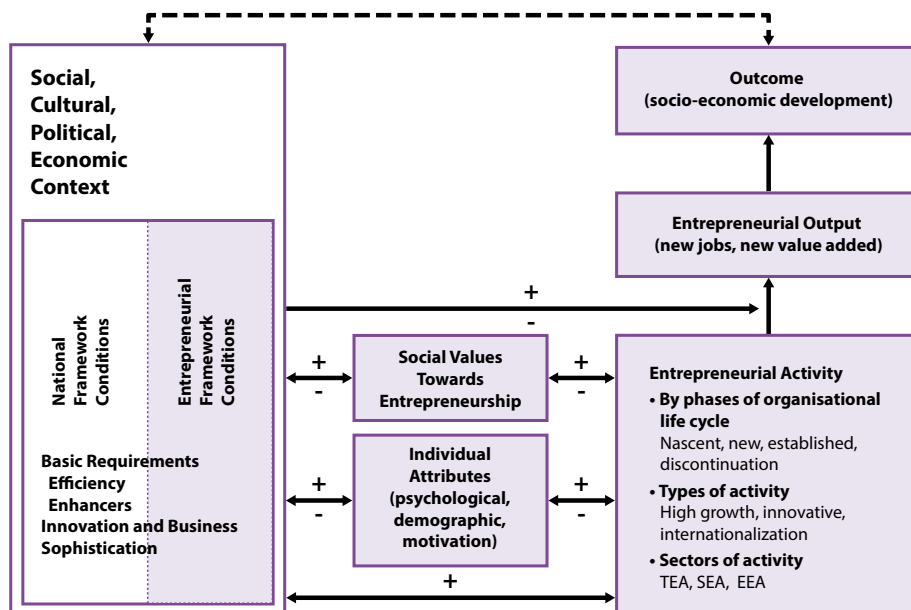 Social,
Cultural,
Political,
Economic
Context
National
Framework
Conditions
Entrepreneurial
Framework
Conditions
Basic Requirements
Efficiency
Enhancers
Innovation and Business
Sophistication
Outcome
(socio-economic development)
Entrepreneurial Output
(new jobs, new value added)
+
-
+
-
Social Values
Towards
Entrepreneurship
+
-
+
-
Individual
Attributes
(psychological,
demographic,
motivation)
+
-
+
Entrepreneurial Activity
• By phases of organisational
life cycle
Nascent, new, established,
discontinuation
• Types of activity
High growth, innovative,
internationalization
• Sectors of activity
TEA, SEA, EEA